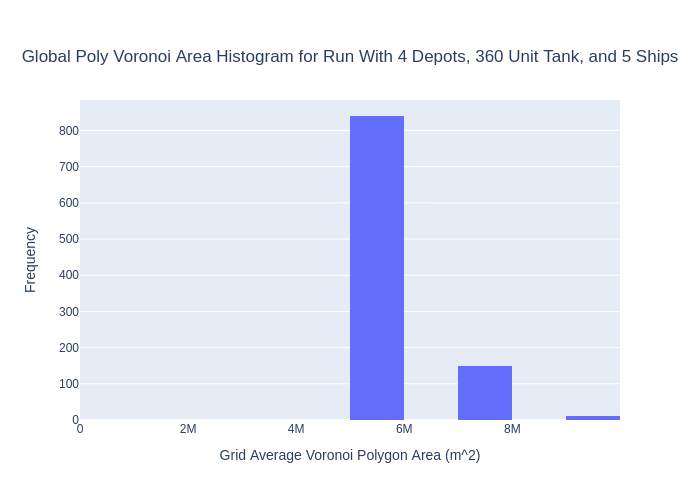 Global Poly Voronoi Area Histogram for Run With 4 Depots, 360 Unit Tank, and 5 Ships
800
700
600
500
400
300
200
100
0
Frequency
0 2M 4M 6M 8M
Grid Average Voronoi Polygon Area (m^2)